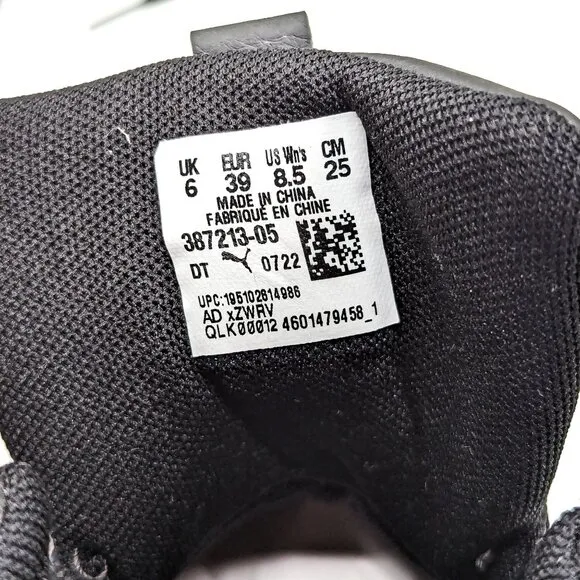 UK EUR US Wn's CM
6 39 8.5 25
MADE IN CHINA
FABRIQUÉ EN CHINE
387213-05
DT 0722
UPC:195102614986
AD xZWRV
QLK00012 4601479458_1